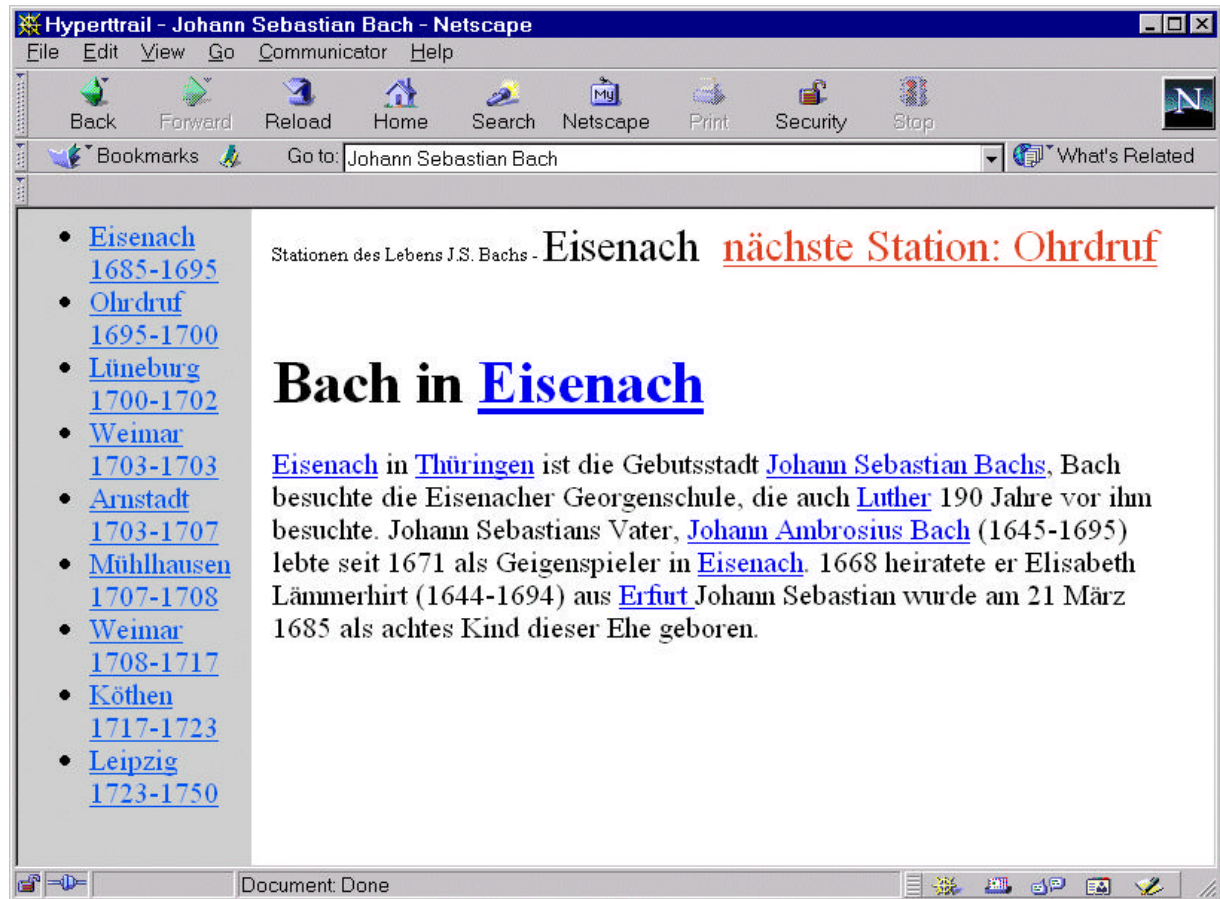 Hyperttrail - Johann Sebastian Bach - Netscape
File Edit View Go Communicator Help
Back Forward Reload Home Search Netscape Print Security Stop
My
N
Bookmarks Go to: Johann Sebastian Bach What's Related
Eisenach
1685-1695
Ohrdruf
1695-1700
Lüneburg
1700-1702
Weimar
1703-1703
Arnstadt
1703-1707
Mühlhausen
1707-1708
Weimar
1708-1717
Köthen
1717-1723
Leipzig
1723-1750
Stationen des Lebens J.S. Bachs - Eisenach nächste Station: Ohrdruf
Bach in Eisenach
Eisenach in Thüringen ist die Gebutsstadt Johann Sebastian Bachs, Bach
besuchte die Eisenacher Georgenschule, die auch Luther 190 Jahre vor ihm
besuchte. Johann Sebastians Vater, Johann Ambrosius Bach (1645-1695)
lebte seit 1671 als Geigenspieler in Eisenach. 1668 heiratete er Elisabeth
Lämmerhirt (1644-1694) aus Erfurt Johann Sebastian wurde am 21 März
1685 als achtes Kind dieser Ehe geboren.
Document: Done